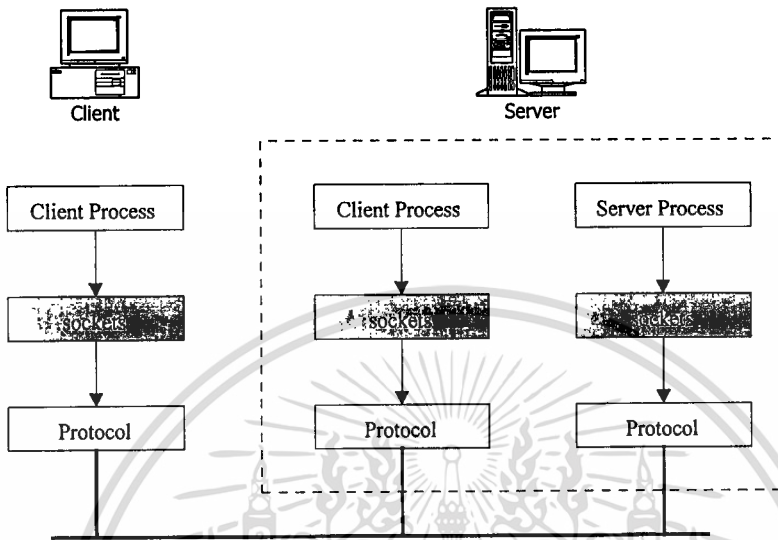 Client
Server
Client Process
Client Process
Server Process
sockets
sockets
sockets
Protocol
Protocol
Protocol